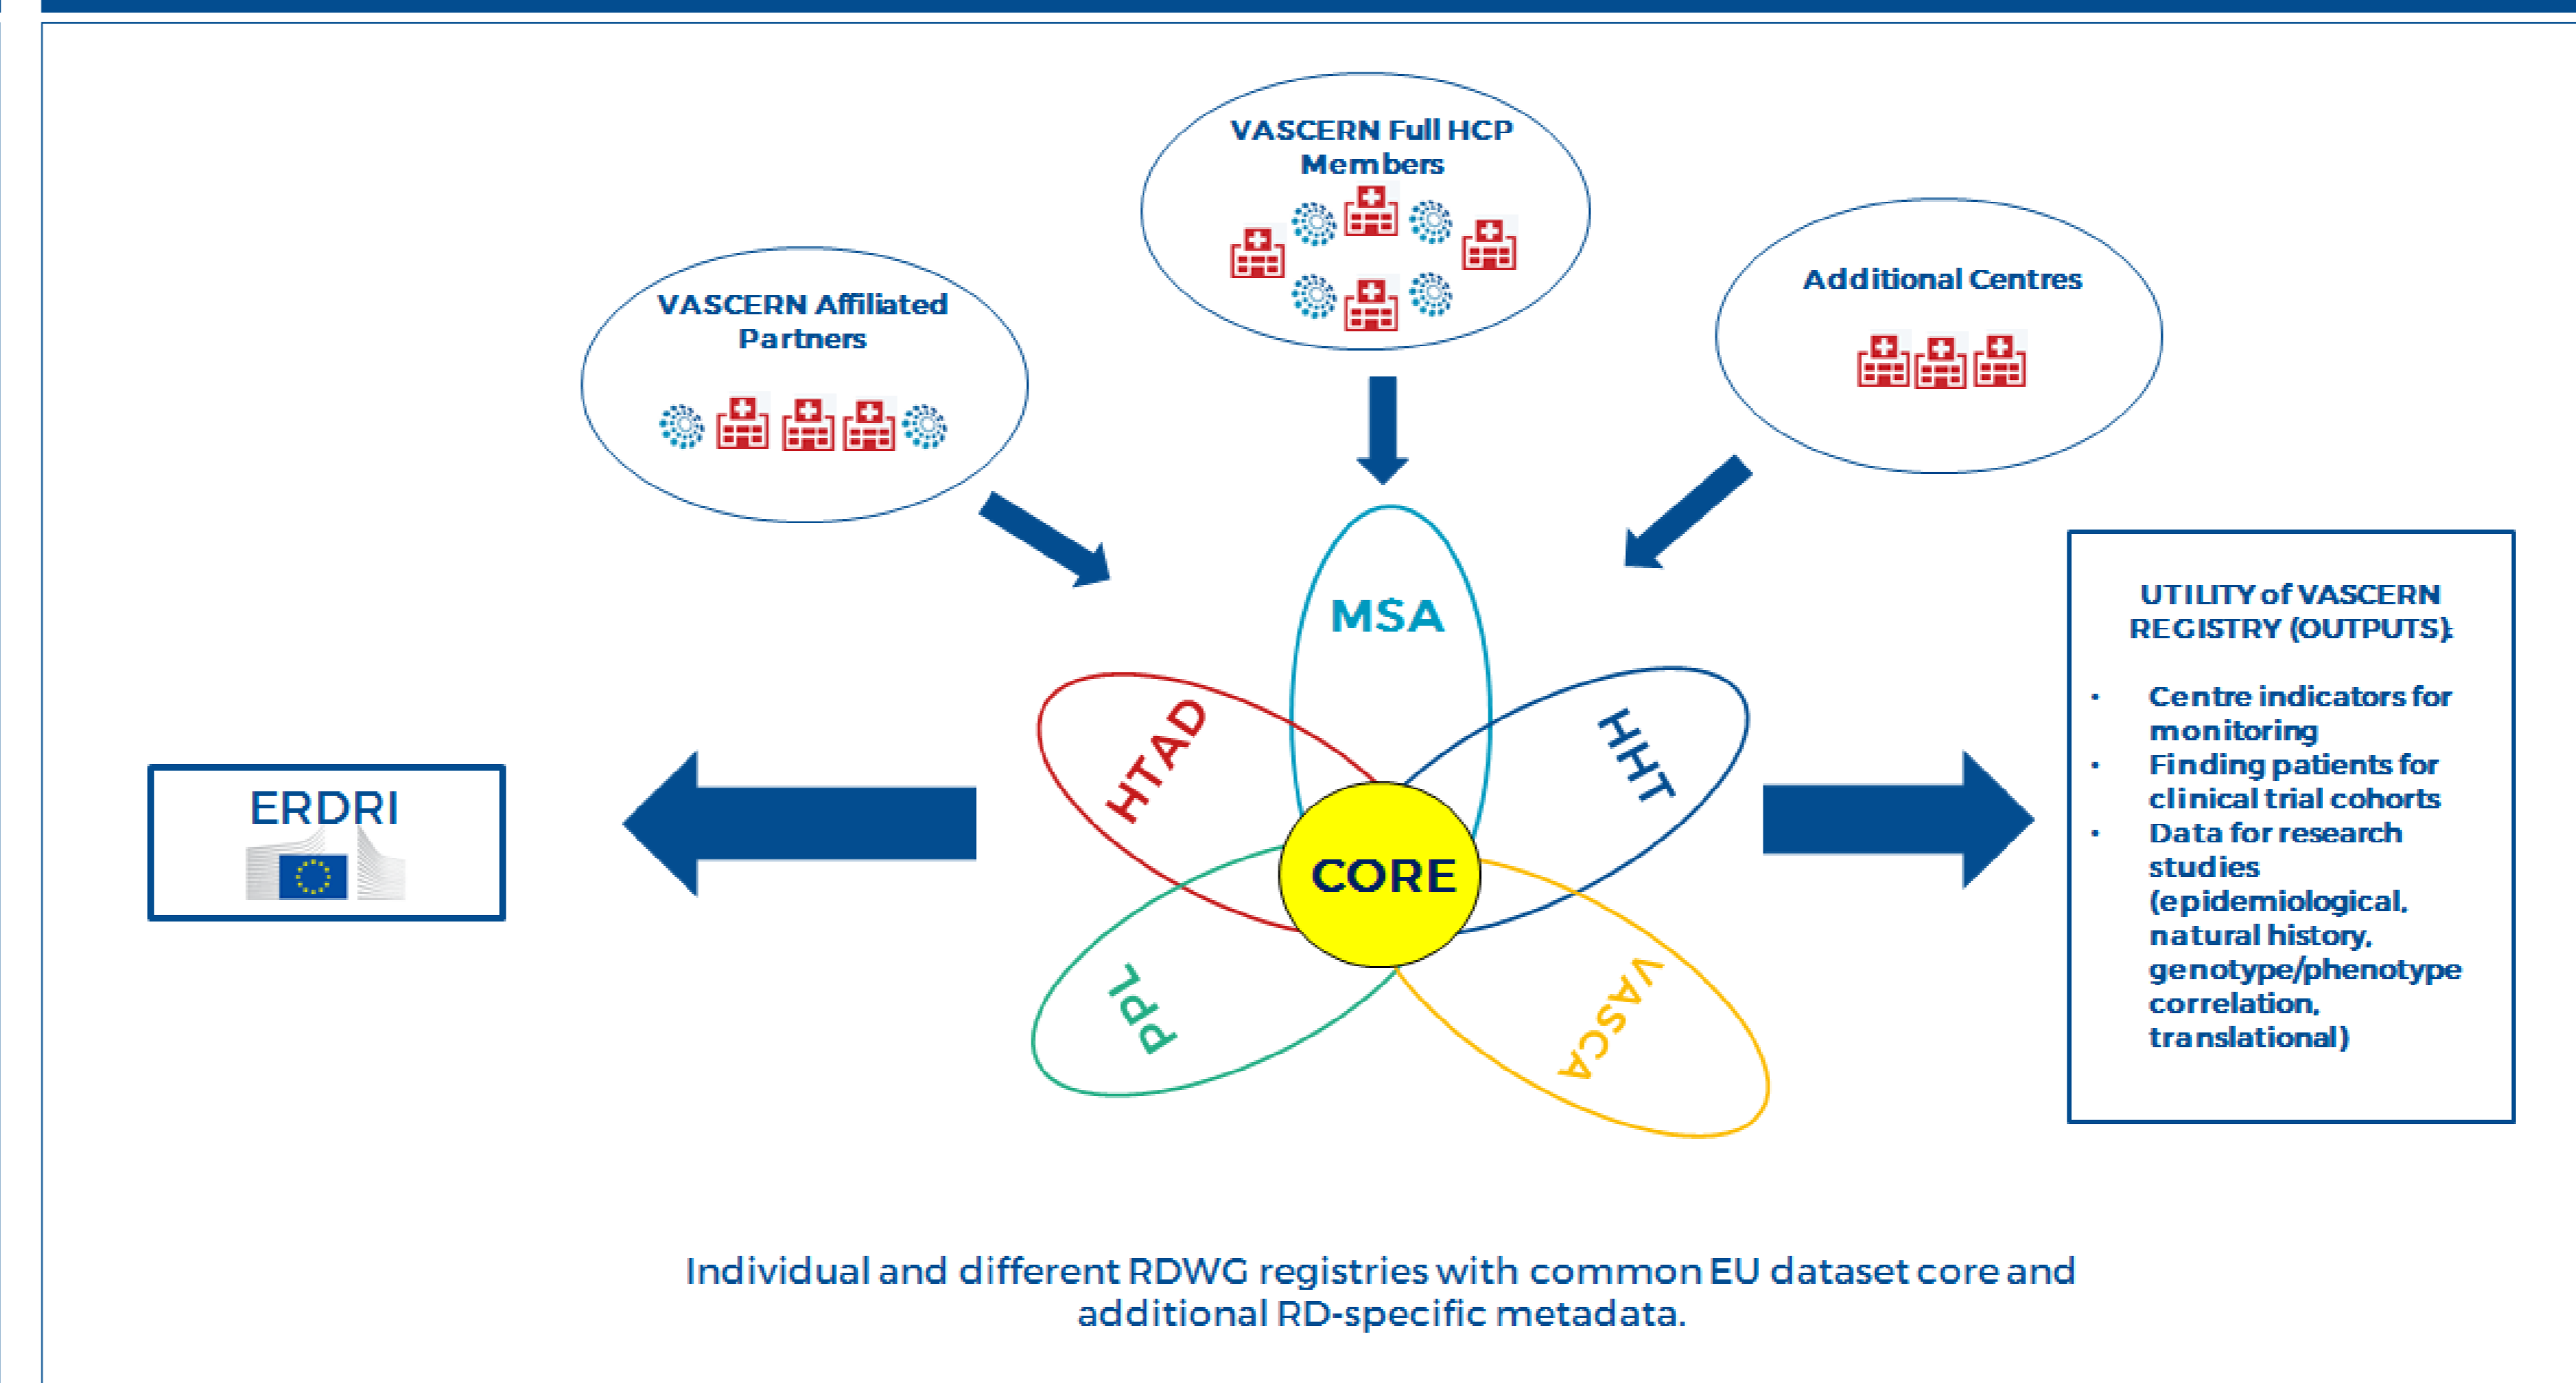 VASCERN Full HCP
Members
Additional Centres
VASCERN Affiliated
Partners
MSA
HTAD
HHT
CORE
PPL
VASCA
ERDRI
UTILITY of VASCERN
REGISTRY (OUTPUTS):
• Centre indicators for
monitoring
• Finding patients for
clinical trial cohorts
• Data for research
studies
(epidemiological,
natural history,
genotype/phenotype
correlation,
translational)
Individual and different RDWG registries with common EU dataset core and
additional RD-specific metadata.